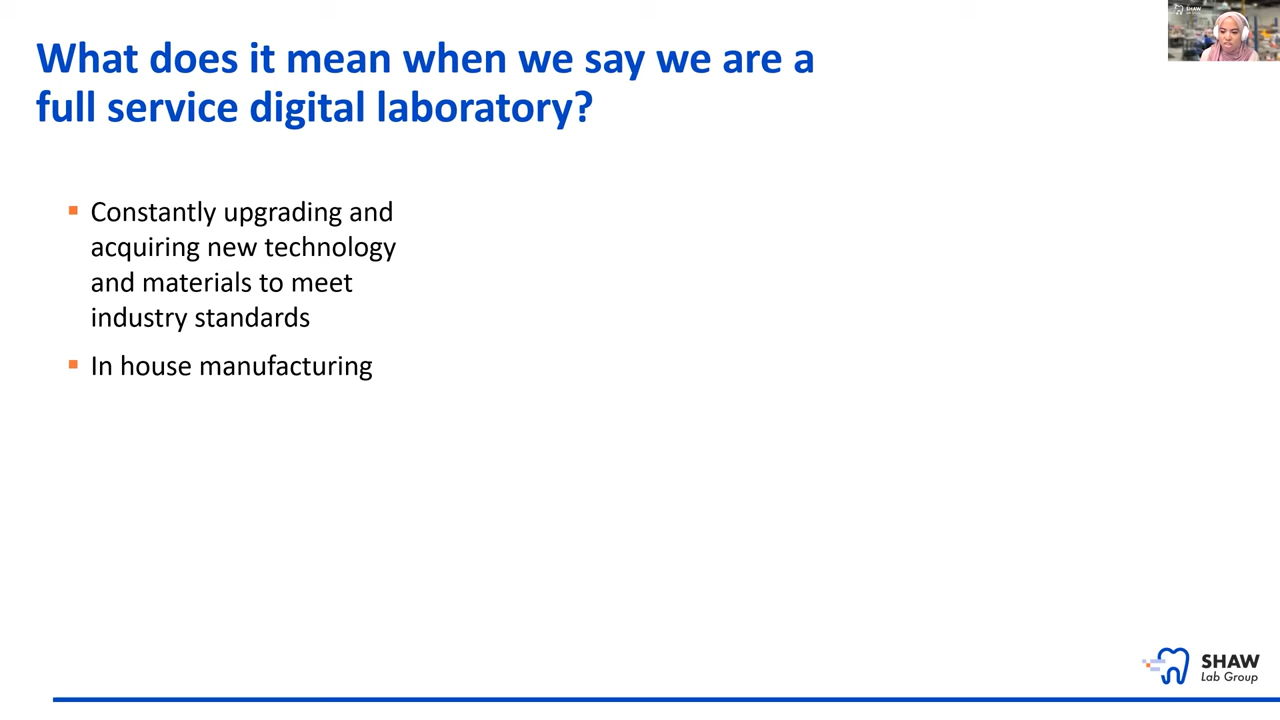 What does it mean when we say we are a
full service digital laboratory?
Constantly upgrading and
acquiring new technology
and materials to meet
industry standards
In house manufacturing
SHAW
SHAW
Lab Group